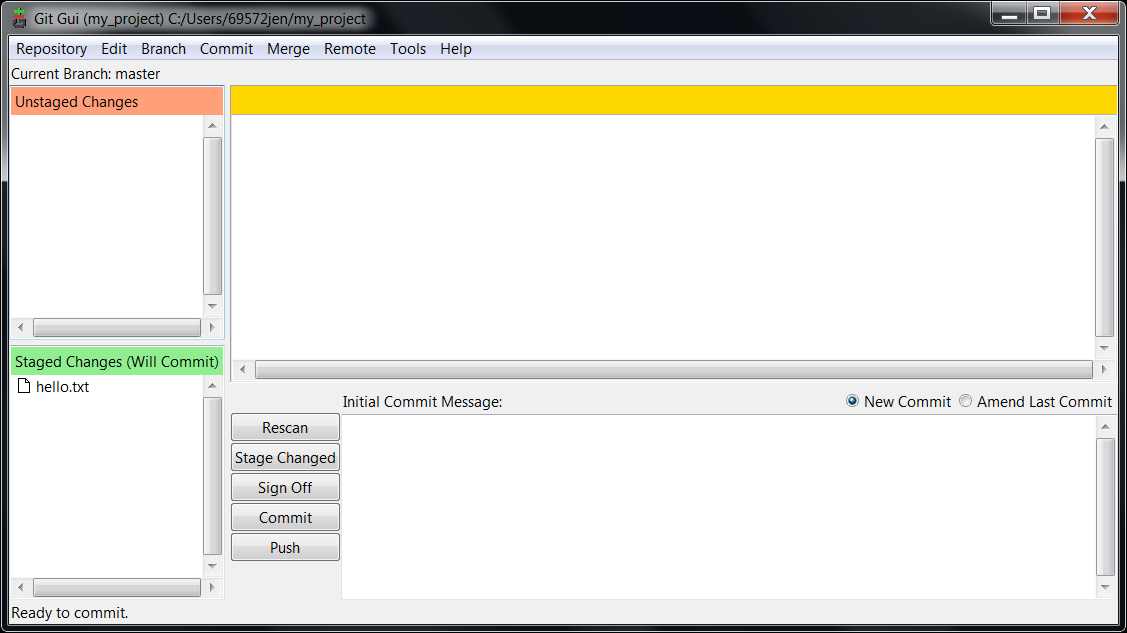 Git Gui (my_project) C:/Users/69572jen/my_project
Repository Edit Branch Commit Merge Remote Tools Help
Current Branch: master
Unstaged Changes
Staged Changes (Will Commit)
hello.txt
Initial Commit Message:
New Commit Amend Last Commit
Rescan
Stage Changed
Sign Off
Commit
Push
Ready to commit.